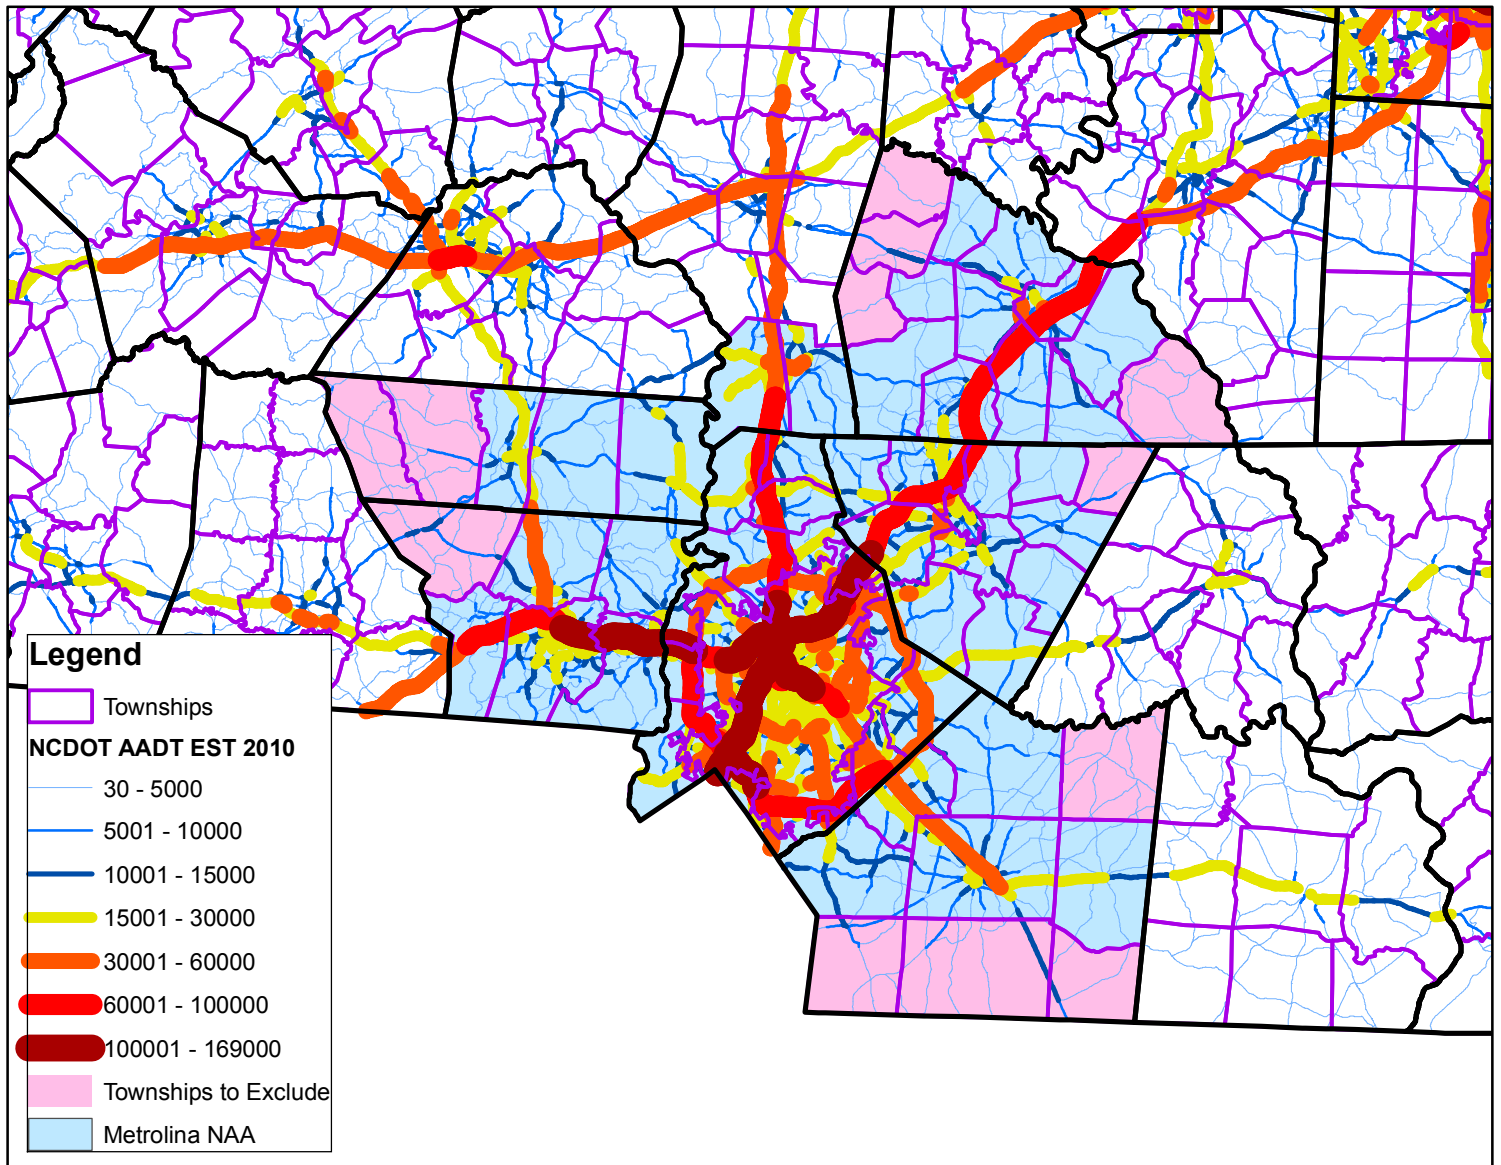 Legend
Townships
NCDOT AADT EST 2010
30 - 5000
5001 - 10000
10001 - 15000
15001 - 30000
30001 - 60000
60001 - 100000
100001 - 169000
Townships to Exclude
Metrolina NAA